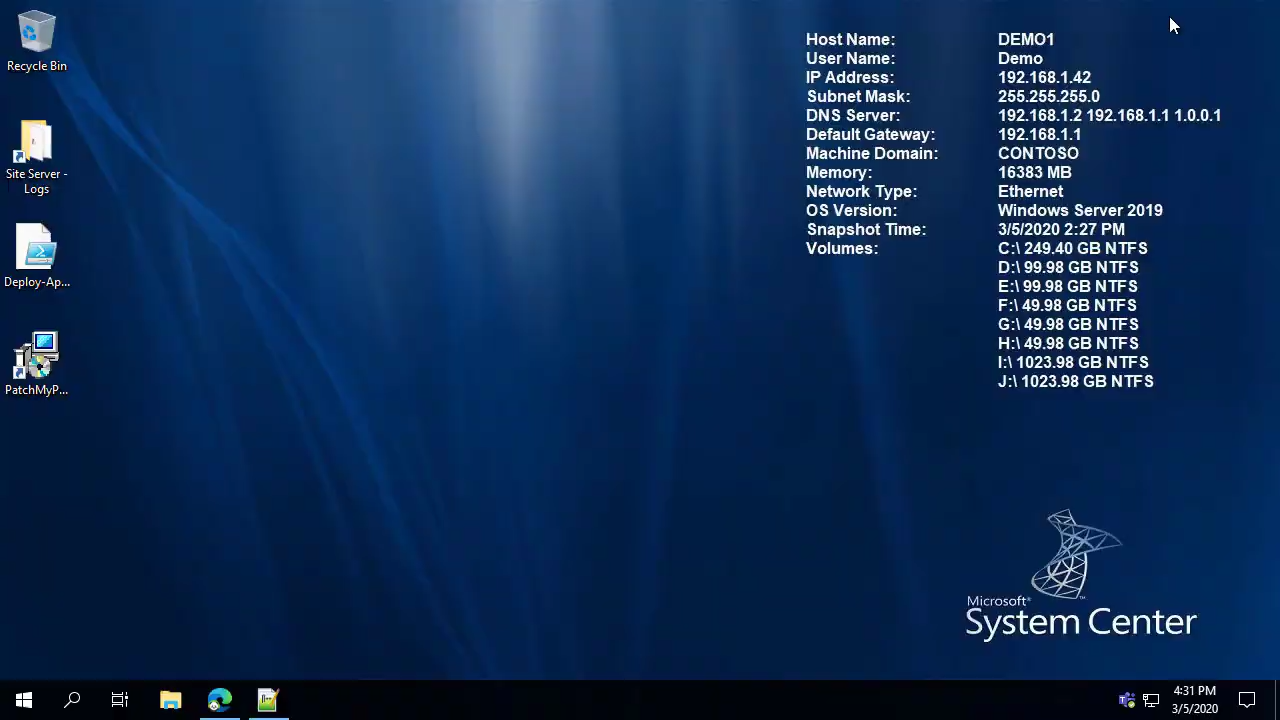 Recycle Bin
Site Server -
Logs
Deploy-Ap...
PatchMyP...
Host Name: DEMO1
User Name: Demo
IP Address: 192.168.1.42
Subnet Mask: 255.255.255.0
DNS Server: 192.168.1.2 192.168.1.1 1.0.0.1
Default Gateway: 192.168.1.1
Machine Domain: CONTOSO
Memory: 16383 MB
Network Type: Ethernet
OS Version: Windows Server 2019
Snapshot Time: 3/5/2020 2:27 PM
Volumes: C:\ 249.40 GB NTFS
D:\ 99.98 GB NTFS
E:\ 99.98 GB NTFS
F:\ 49.98 GB NTFS
G:\ 49.98 GB NTFS
H:\ 49.98 GB NTFS
I:\ 1023.98 GB NTFS
J:\ 1023.98 GB NTFS
Microsoft®
System Center™
4:31 PM
3/5/2020